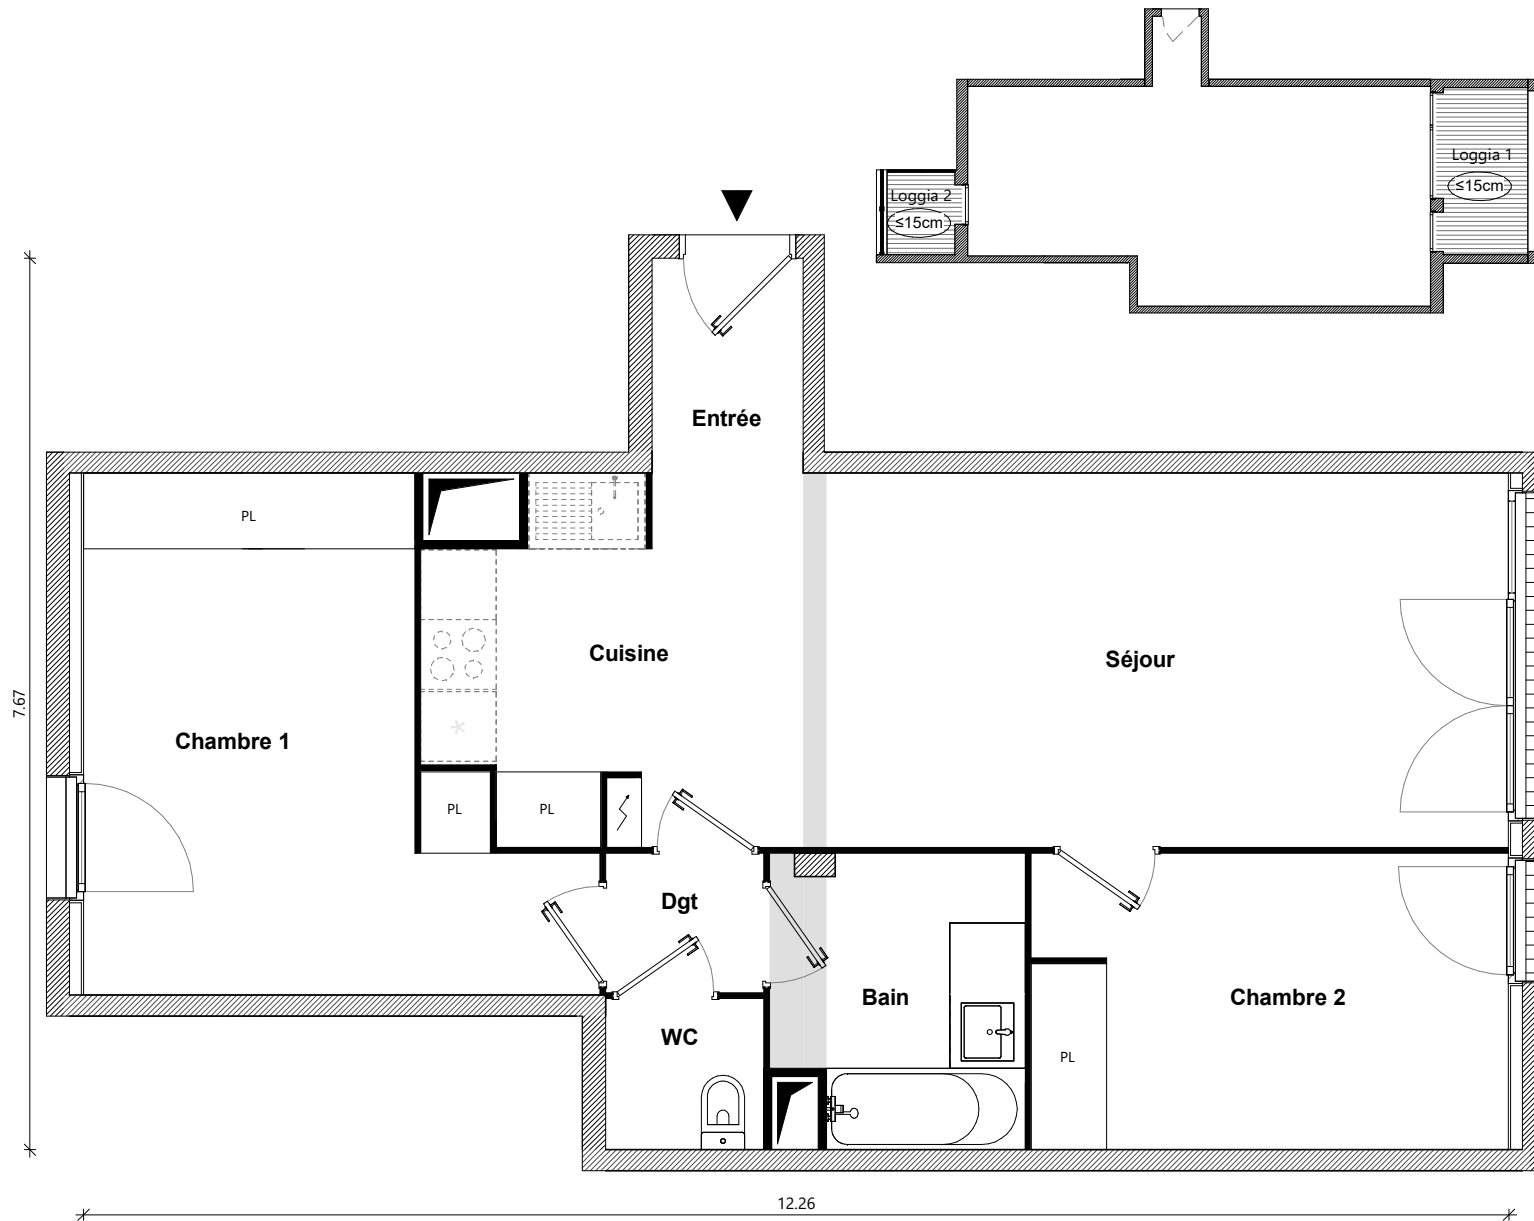 Loggia 1
≤15cm
Loggia 2
≤15cm
Entrée
PL
Cuisine
Séjour
7.67
*
Chambre 1
PL
PL
Dgt
Bain
Chambre 2
WC
PL
12.26